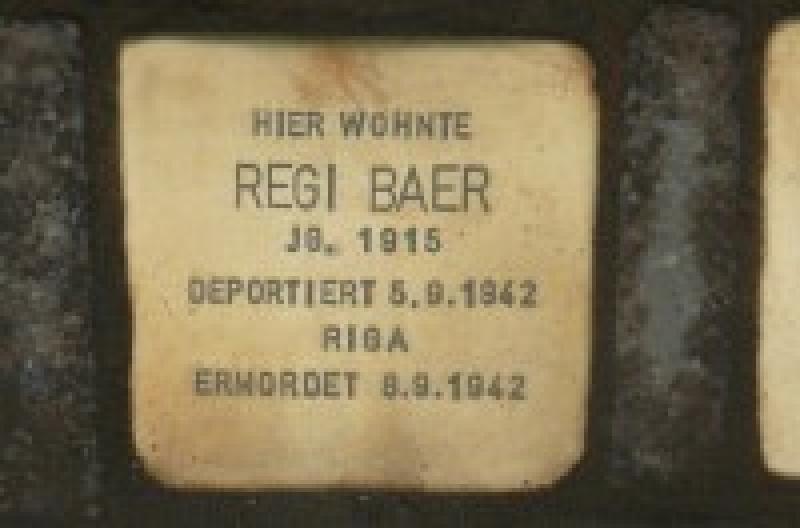 HIER WOHNTE
REGI BAER
JG. 1915
DEPORTIERT 5.9.1942
RIGA
ERMORDET 8.9.1942